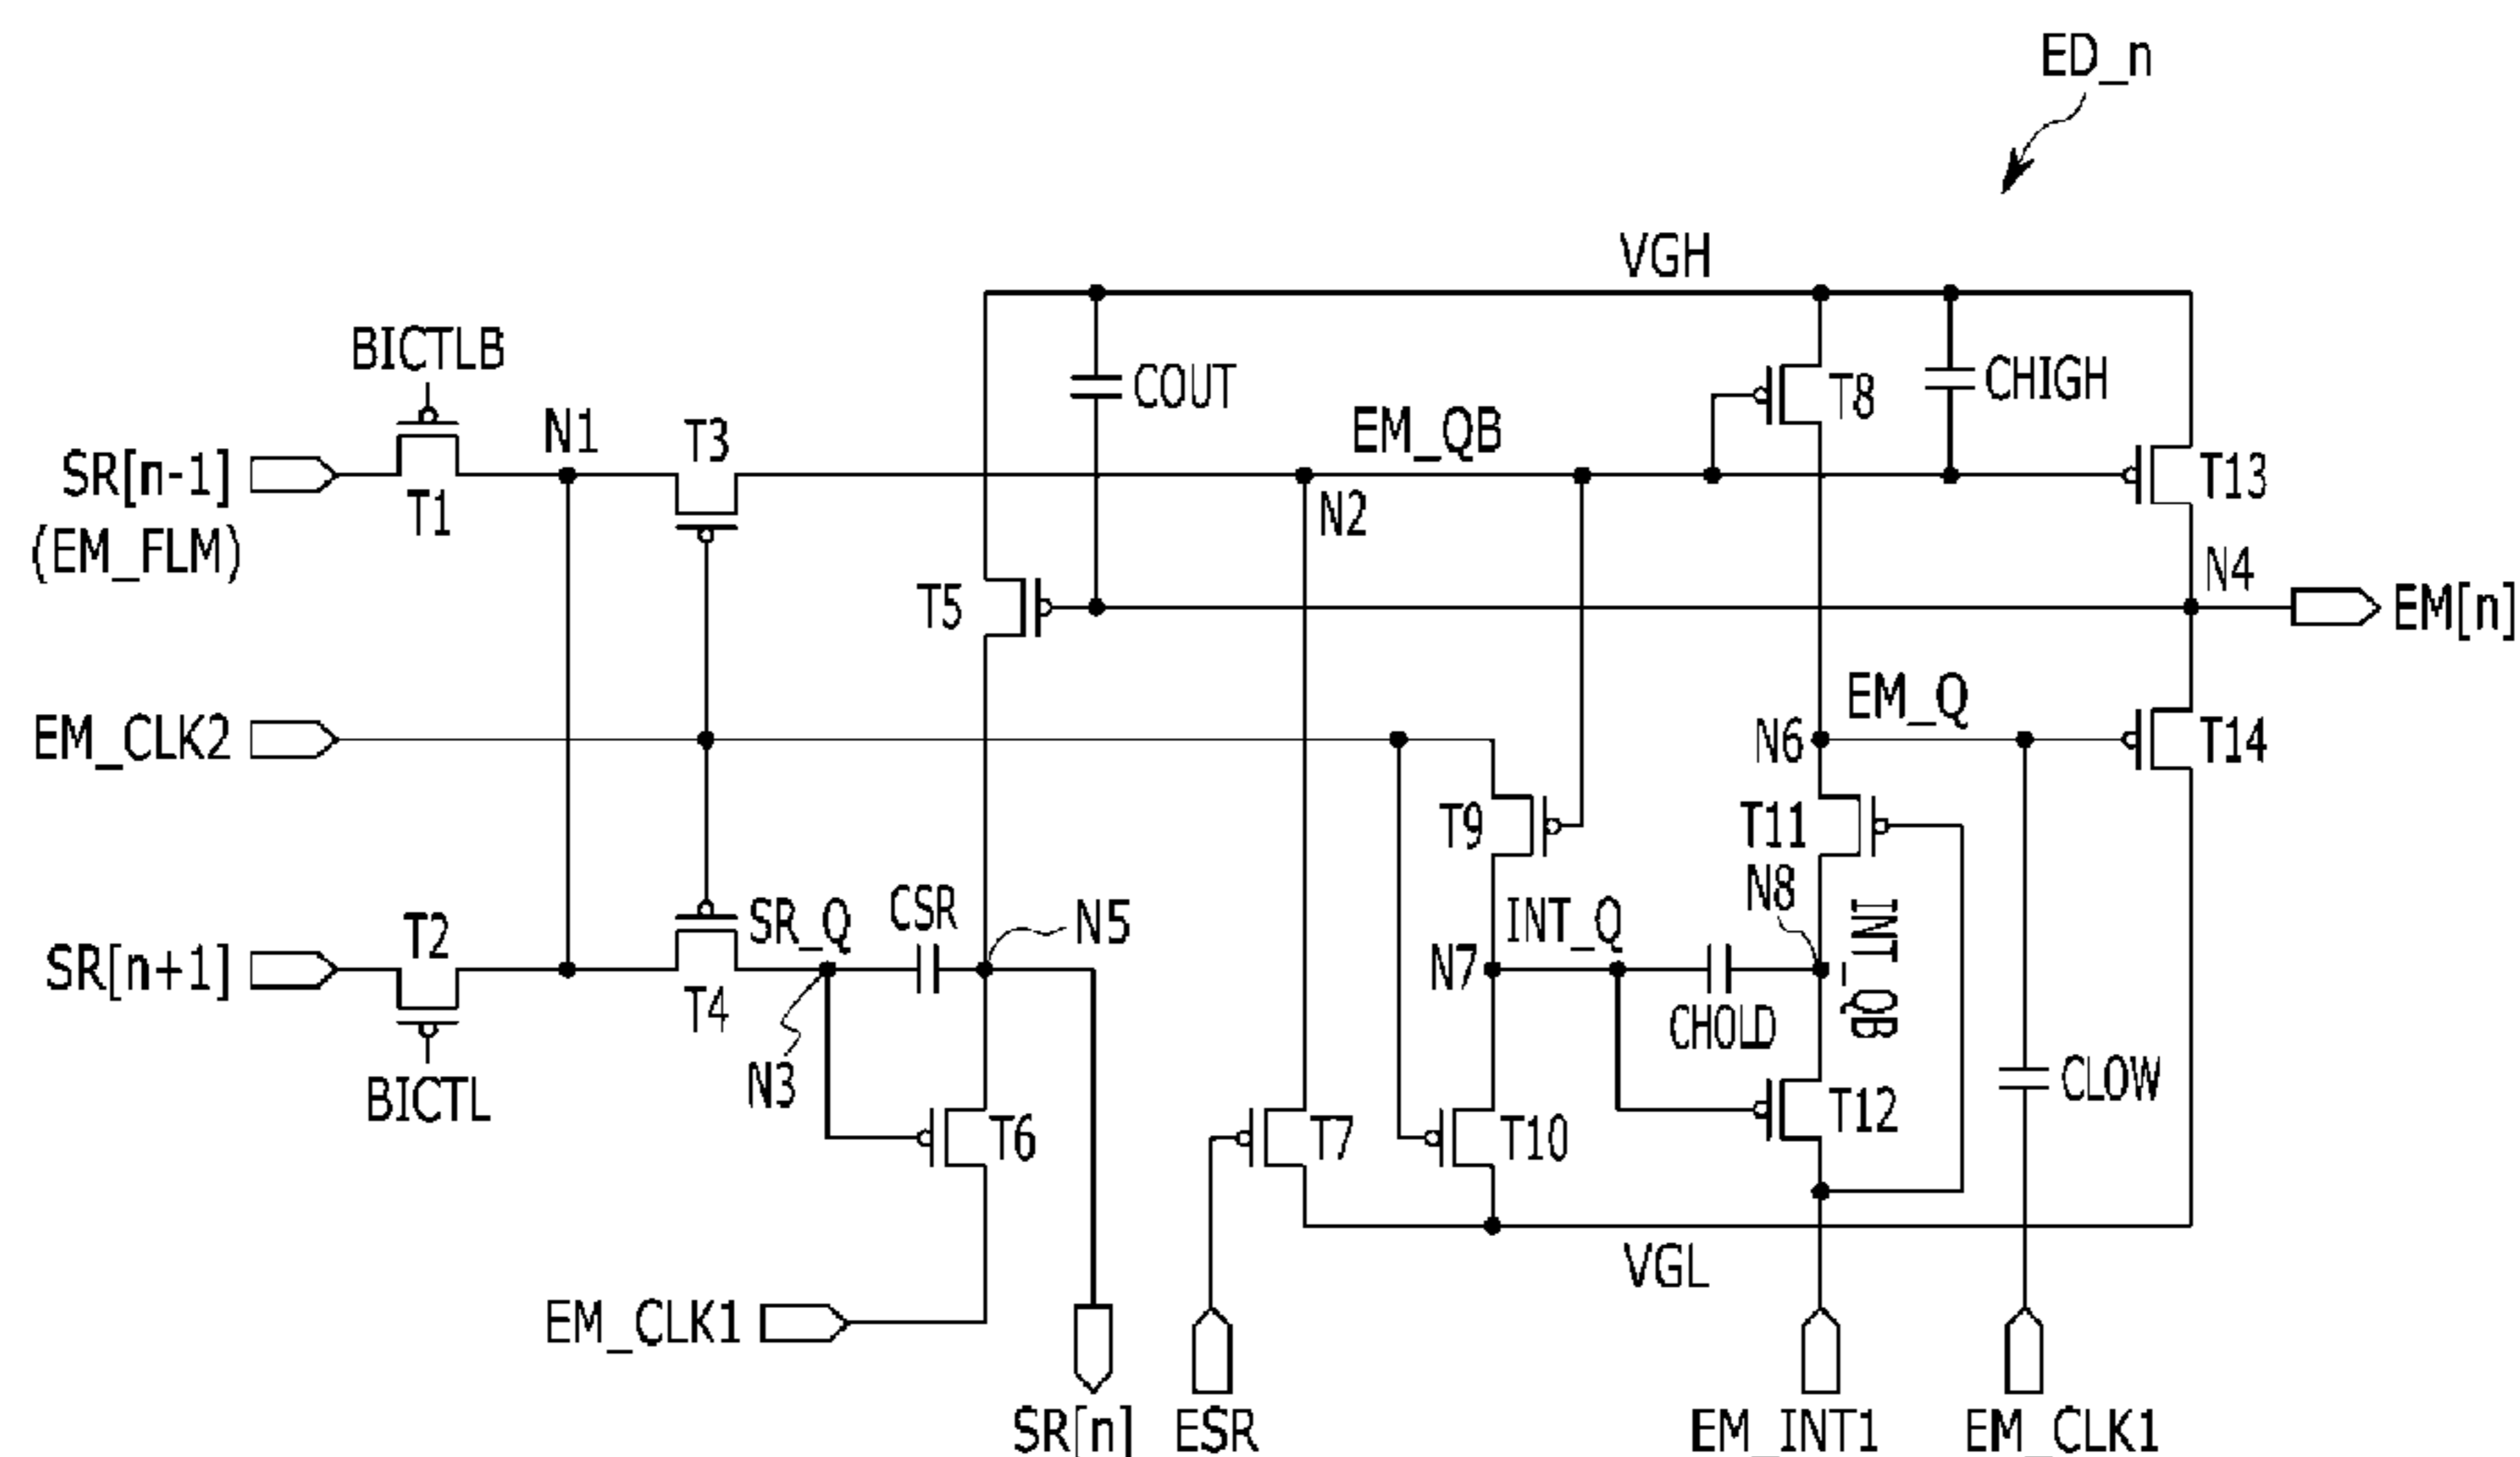 ED_n
VGH
BICTLB
COUT
T8
CHIGH
N1
T3
EM_QB
SR[n-1]
T1
N2
T13
(EM_FLM)
T5
N4
EM[n]
EM_CLK2
EM_Q
N6
T14
T9
T11
N8
T2
SR_Q
CSR
N5
INT_Q
INT_QB
SR[n+1]
T4
N7
CHOLD
N3
BICTL
T6
T7
T10
T12
CLOW
VGL
EM_CLK1
SR[n]
ESR
EM_INT1
EM_CLK1